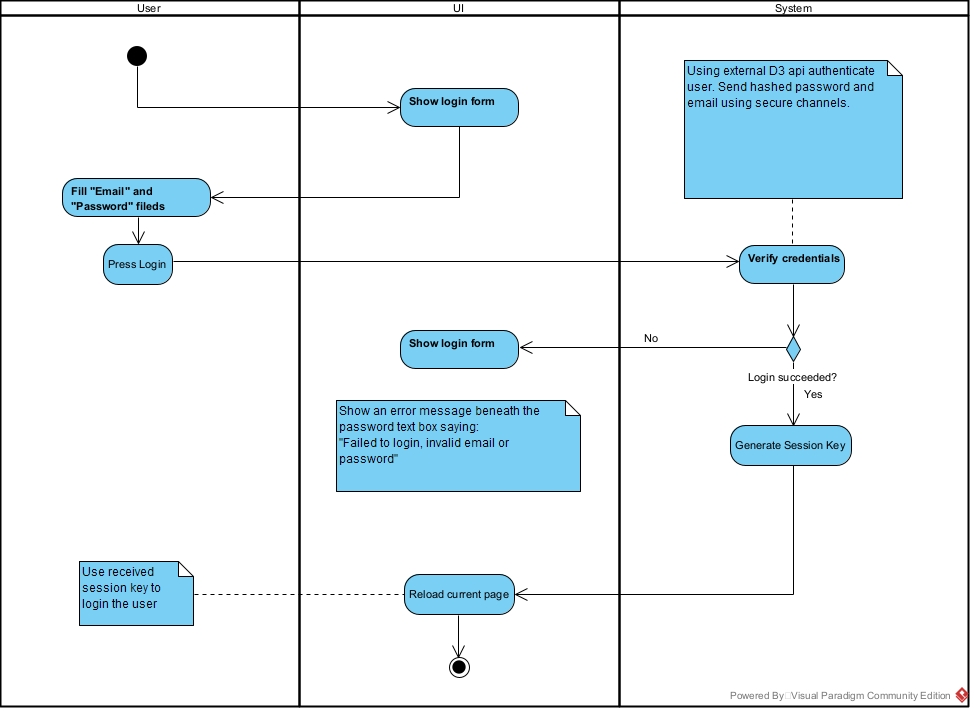 User
UI
System
Using external D3 api authenticate
user. Send hashed password and
email using secure channels.
Show login form
Fill "Email" and
"Password" fileds
Press Login
Verify credentials
Show login form
No
Login succeeded?
Yes
Show an error message beneath the
password text box saying:
"Failed to login, invalid email or
password"
Generate Session Key
Use received
session key to
login the user
Reload current page
Powered By Visual Paradigm Community Edition